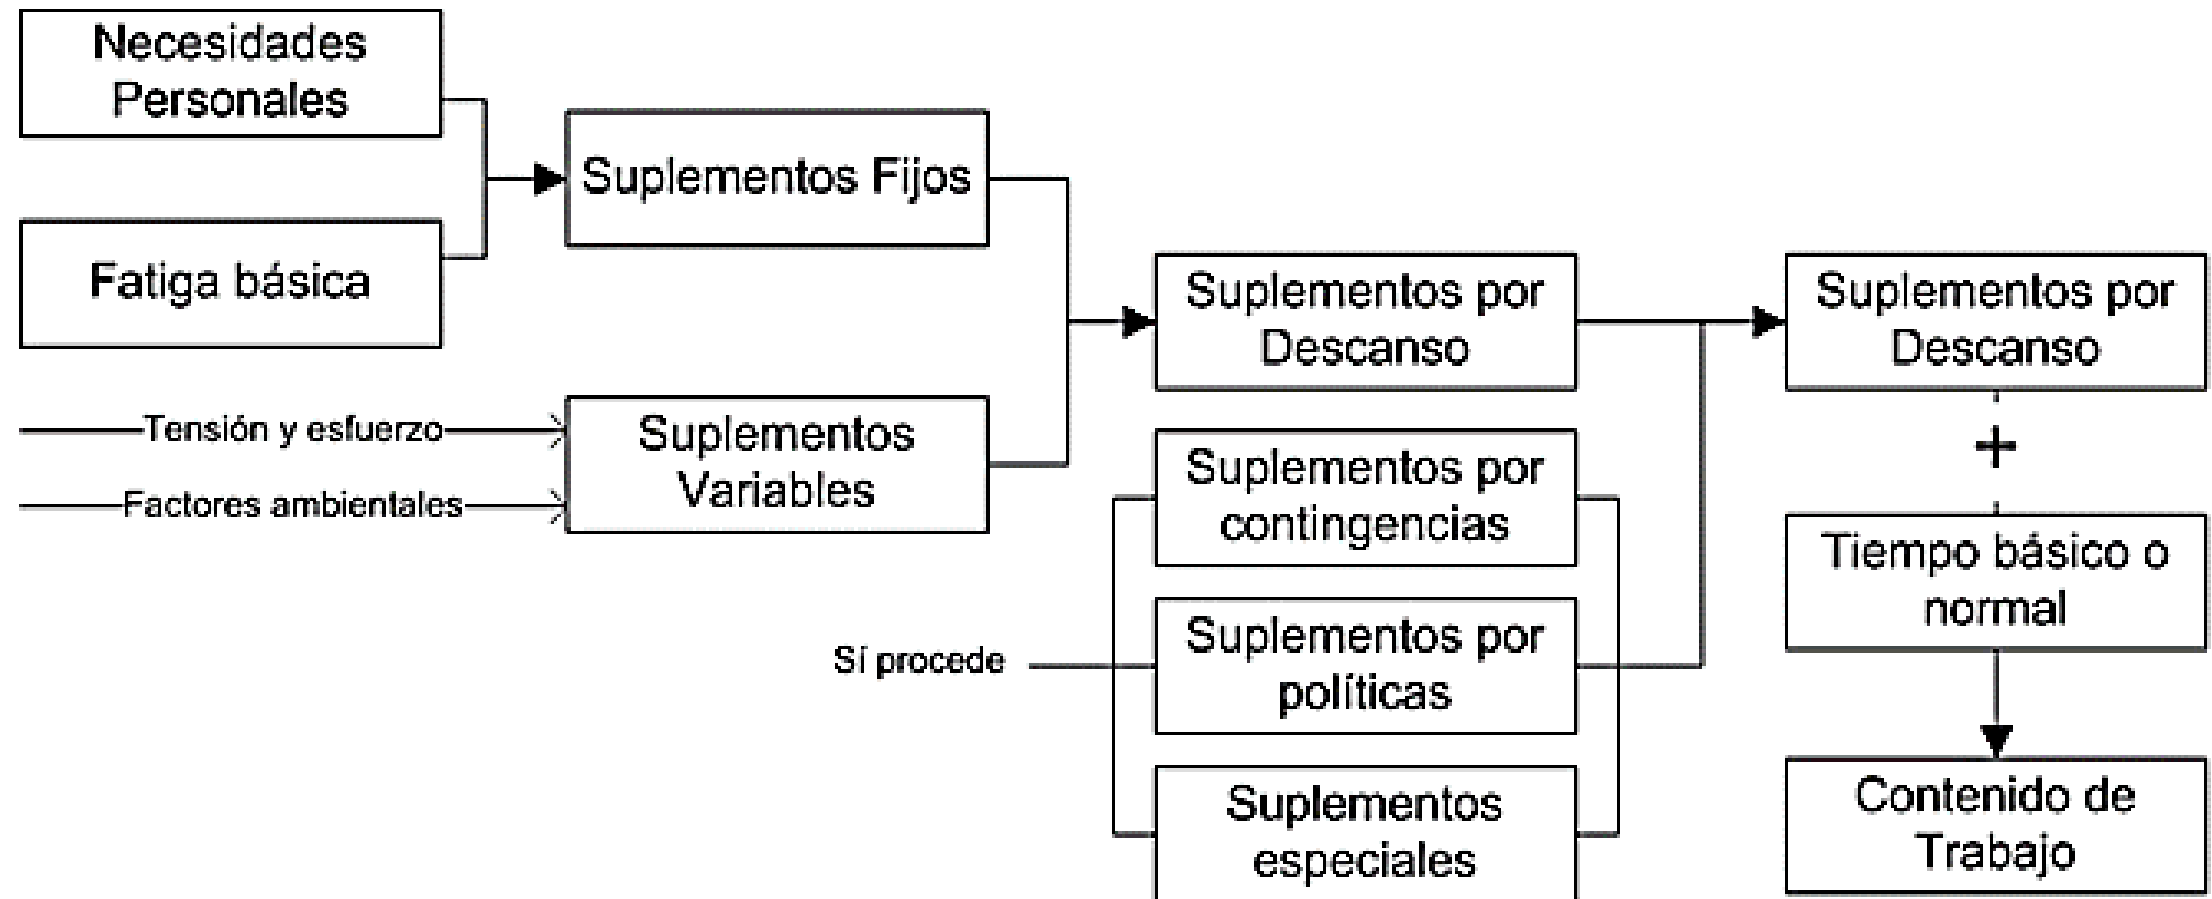 Necesidades
Personales
Fatiga básica
Tensión y esfuerzo
Factores ambientales
Suplementos Fijos
Suplementos
Variables
Sí procede
Suplementos por
Descanso
Suplementos por
contingencias
Suplementos por
políticas
Suplementos
especiales
Suplementos por
Descanso
+
Tiempo básico o
normal
Contenido de
Trabajo